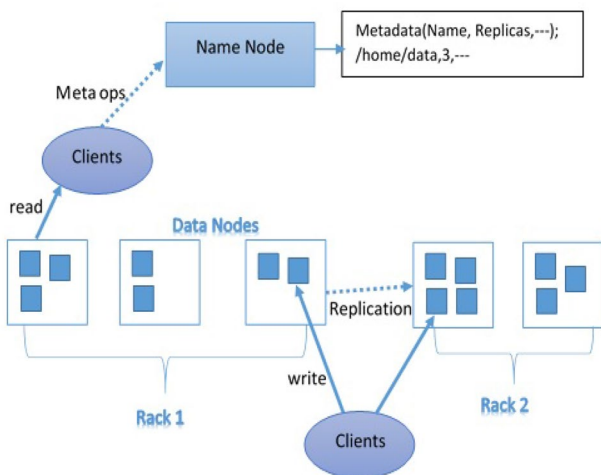 Metadata(Name, Replicas,---);
/home/data,3,---
Name Node
Meta ops
Clients
read
Data Nodes
Replication
write
Rack 1
Rack 2
Clients